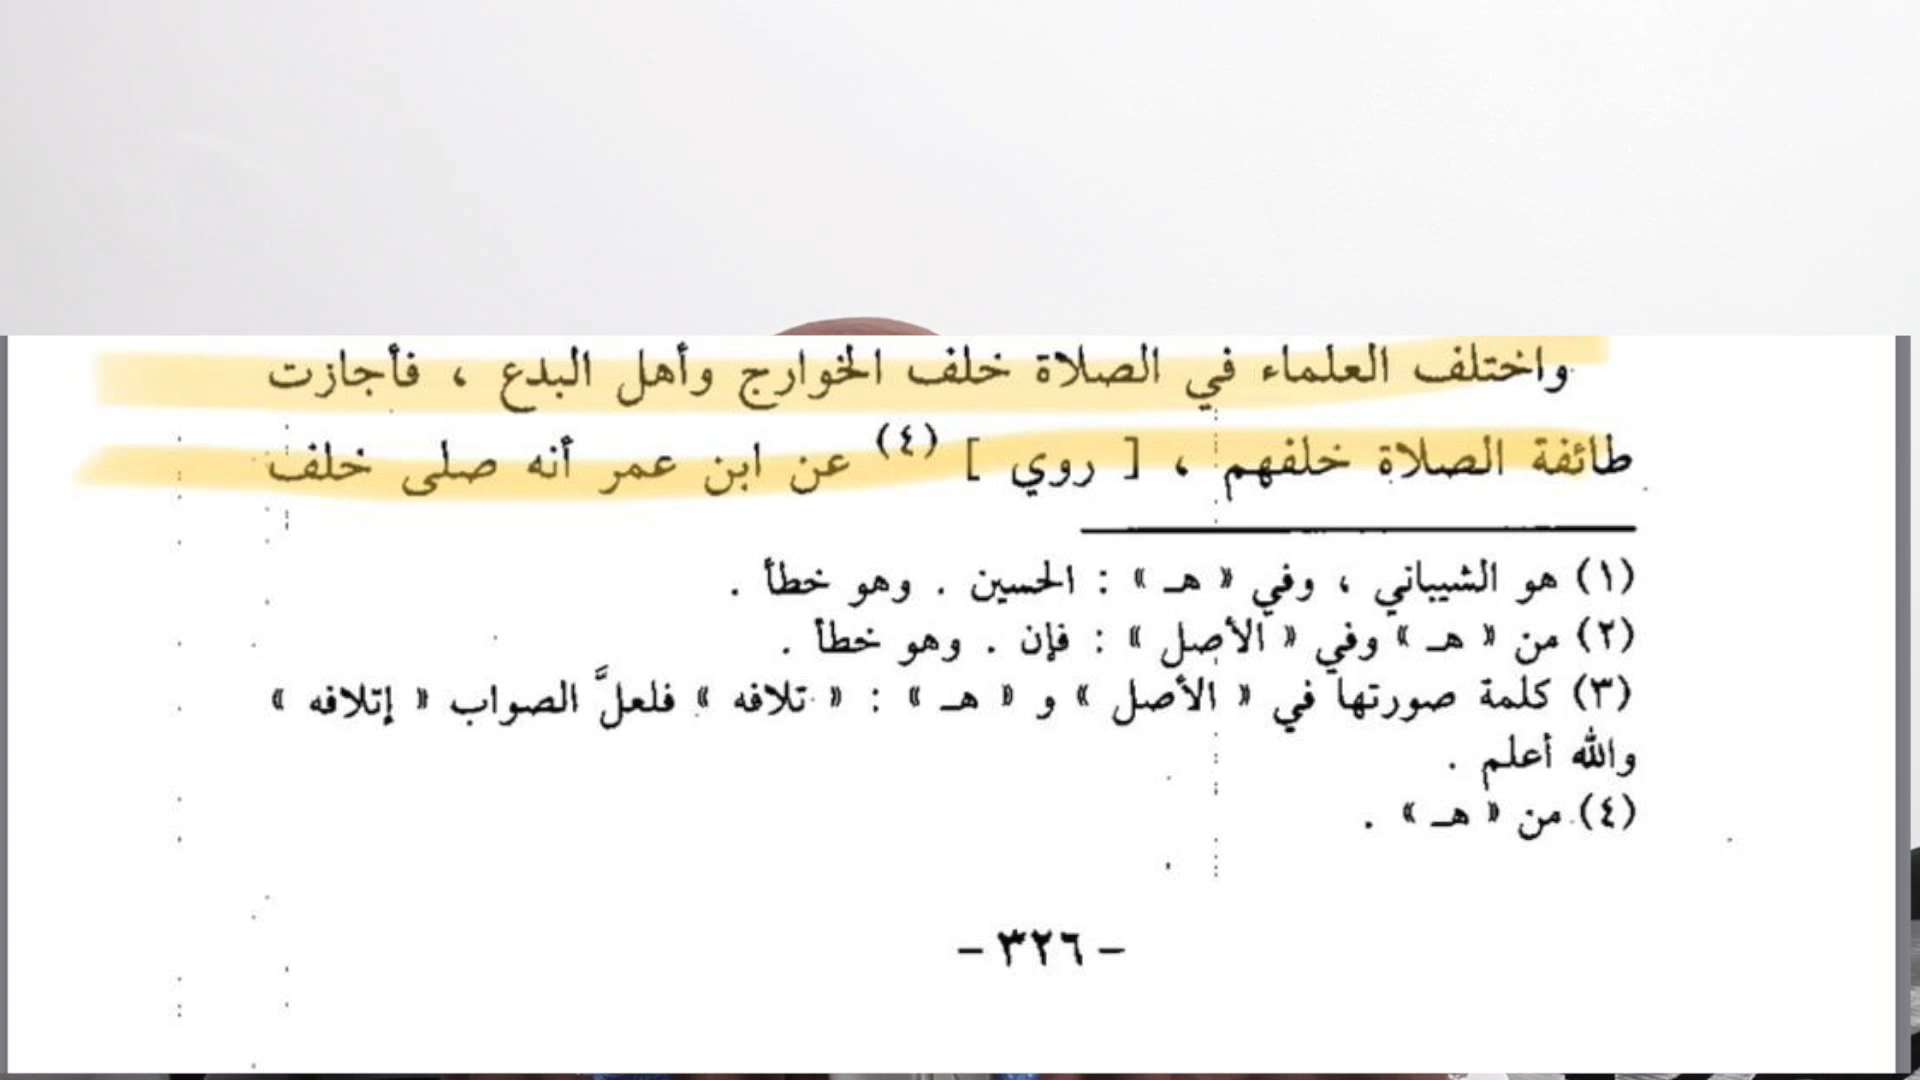 واختلف العلماء في الصلاة خلف الخوارج وأهل البدع ، فأجازت
طائفة الصلاة خلفهم ، [ روي ] (٤) عن ابن عمر أنه صلى خلف
(١) هو الشيباني ، وفي « هـ » : الحسين . وهو خطأ .
(٢) من « هـ » وفي « الأصل » : فإن . وهو خطأ .
(٣) كلمة صورتها في « الأصل » و « هـ » : « تلافه » فلعلَّ الصواب « إتلافه »
والله أعلم .
(٤) من « هـ » .
- ٣٢٦ -